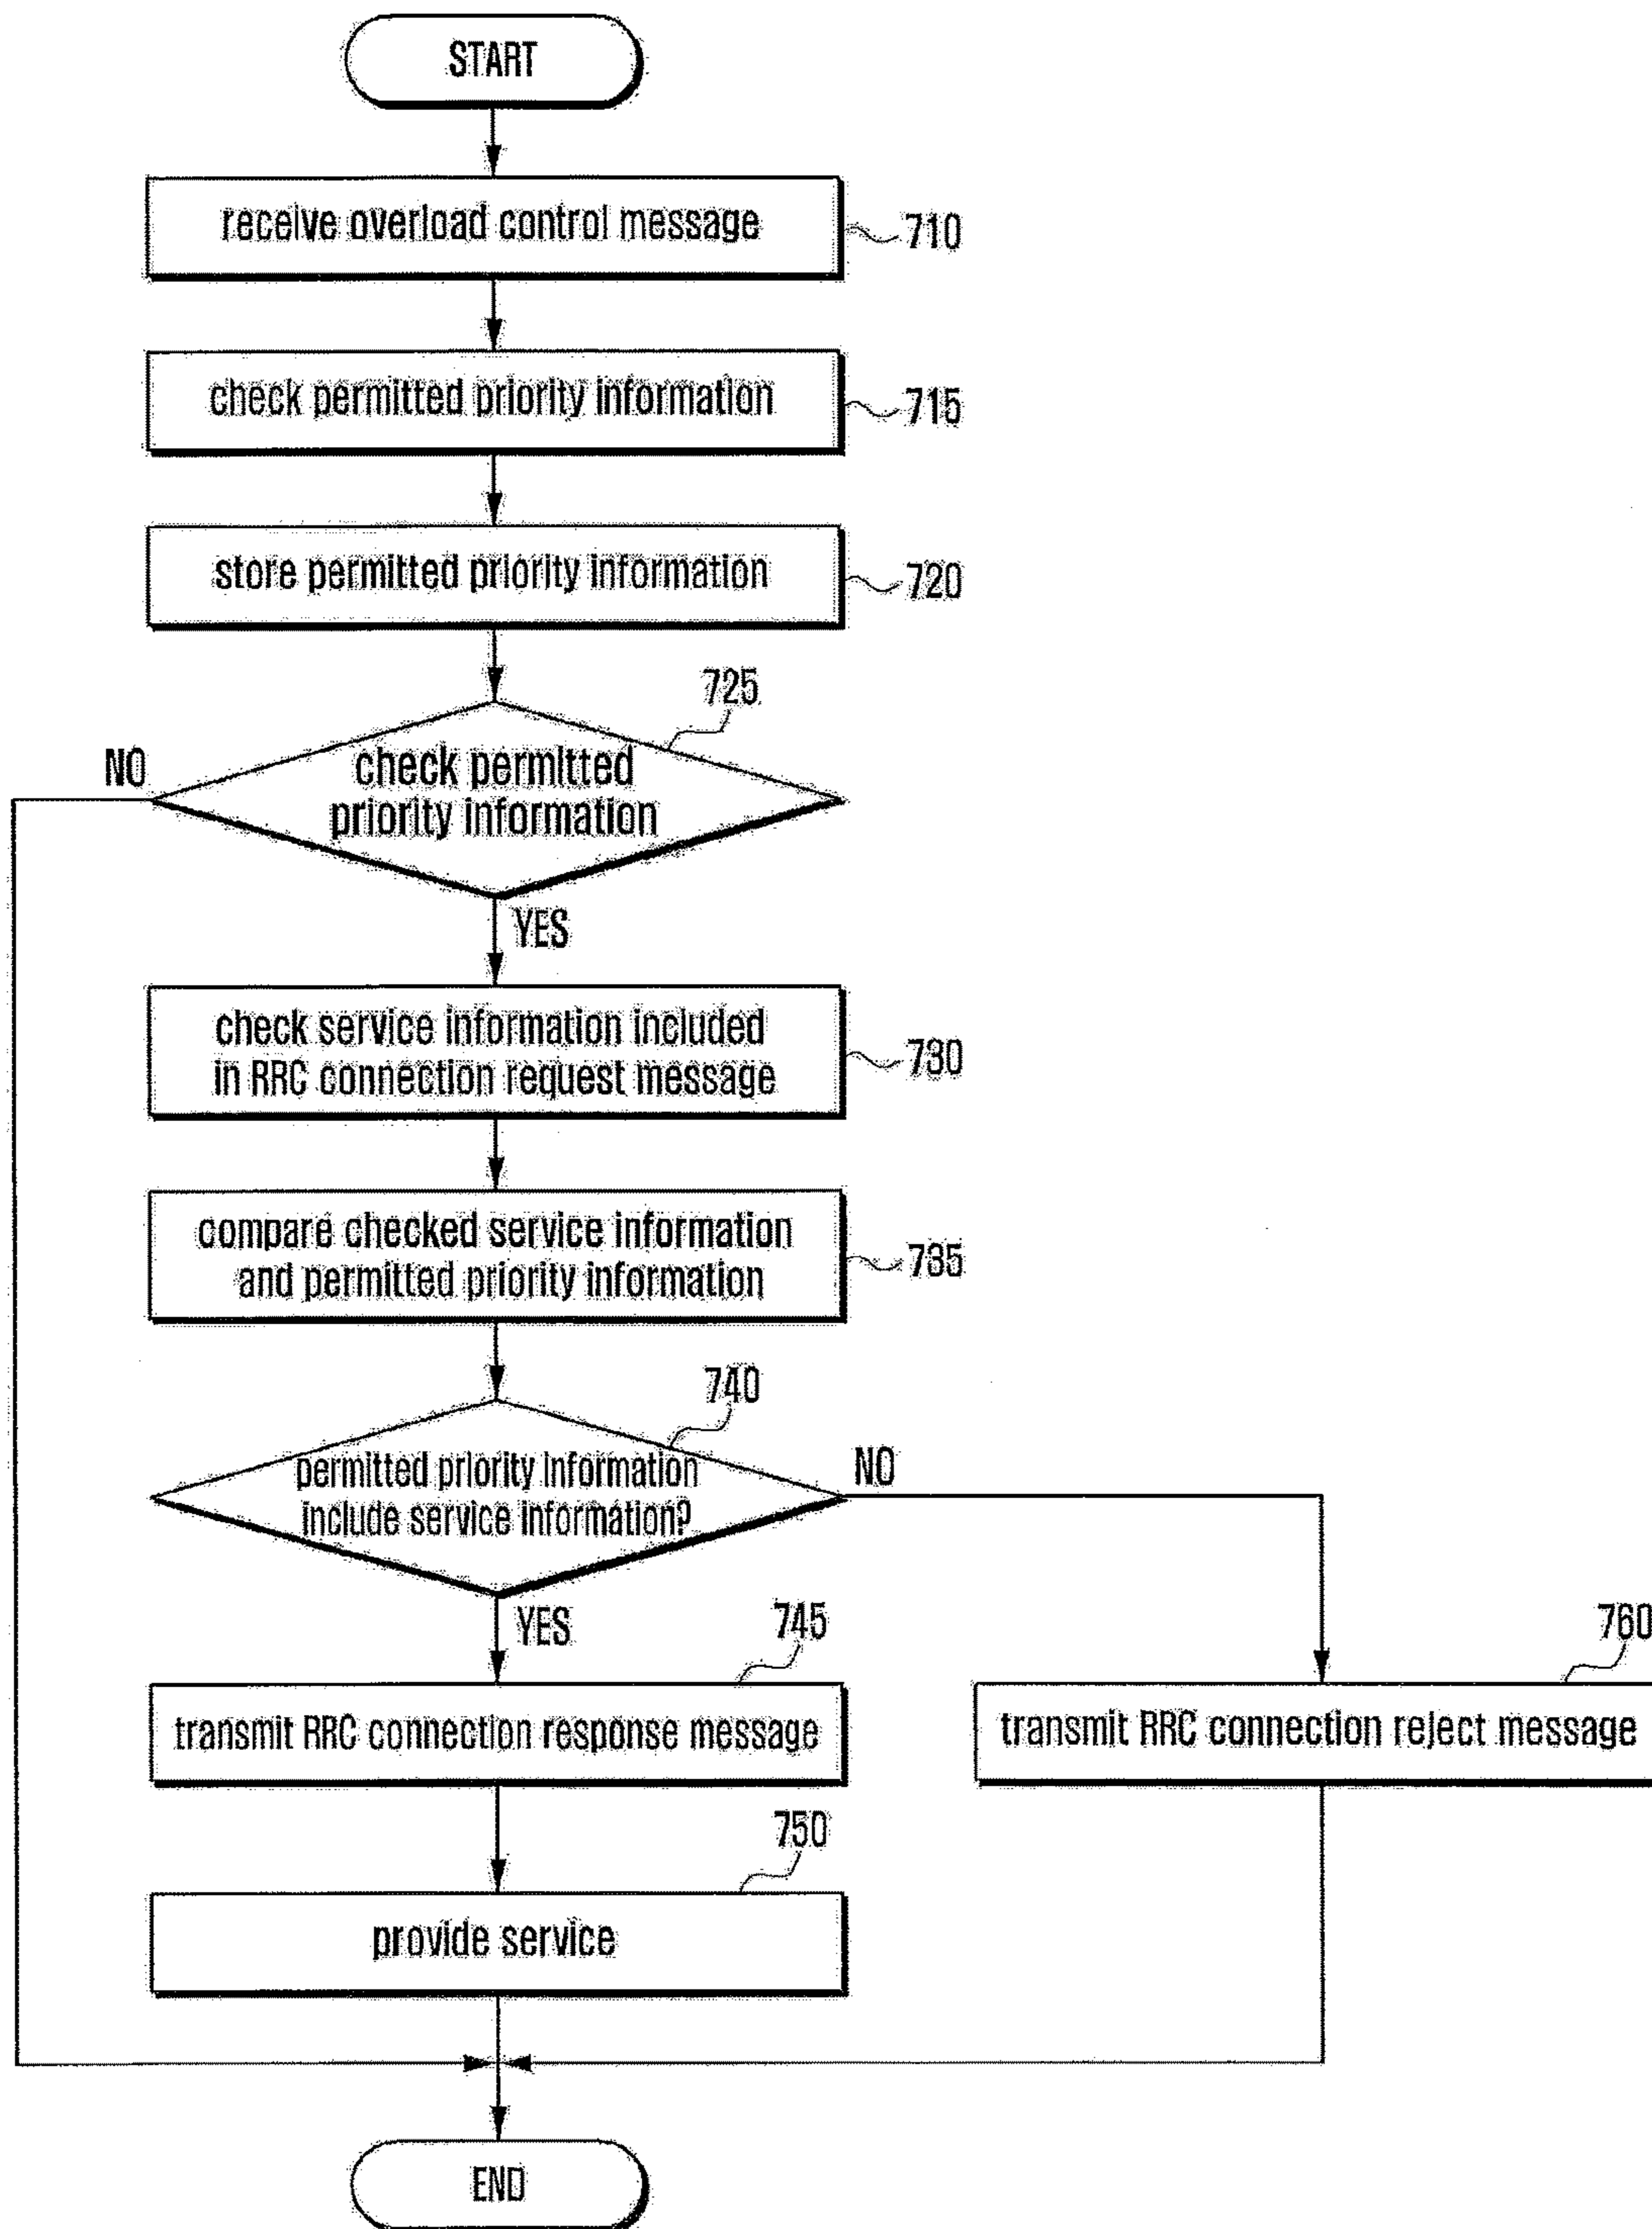 START
receive overload control message
710
check permitted priority information
715
store permitted priority information
720
725
check permitted
priority information
NO
YES
check service information included
in RRC connection request message
730
compare checked service information
and permitted priority information
735
740
permitted priority information
include service information?
NO
YES
745
transmit RRC connection response message
760
transmit RRC connection reject message
750
provide service
END